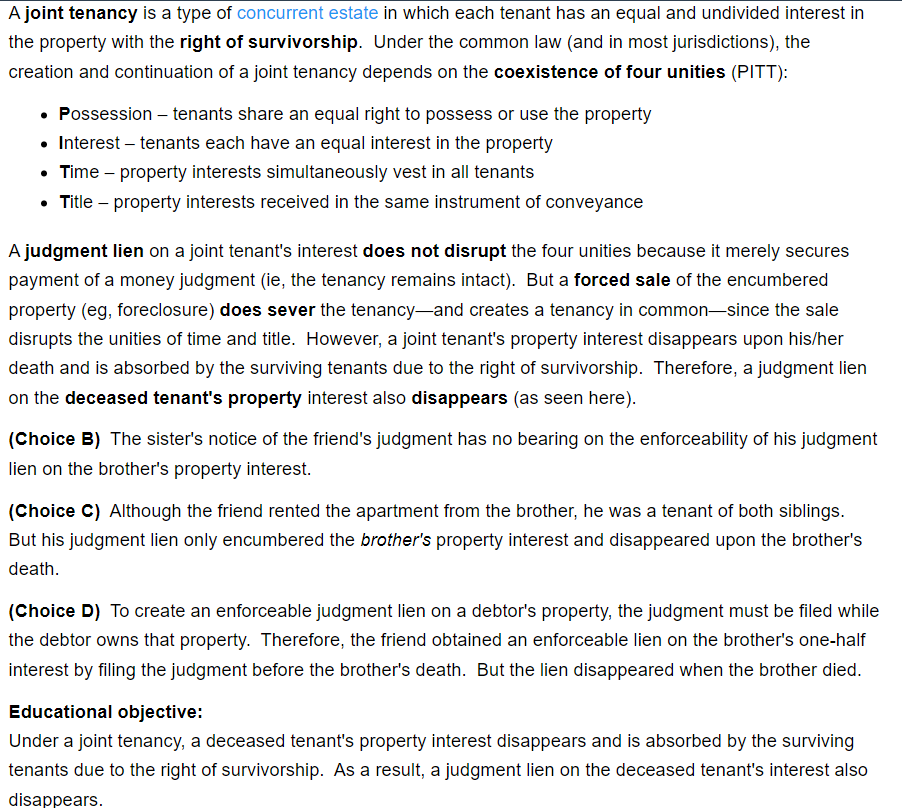 A joint tenancy is a type of concurrent estate in which each tenant has an equal and undivided interest in
the property with the right of survivorship.  Under the common law (and in most jurisdictions), the
creation and continuation of a joint tenancy depends on the coexistence of four unities (PITT):
• Possession – tenants share an equal right to possess or use the property
• Interest – tenants each have an equal interest in the property
• Time – property interests simultaneously vest in all tenants
• Title – property interests received in the same instrument of conveyance
A judgment lien on a joint tenant's interest does not disrupt the four unities because it merely secures
payment of a money judgment (ie, the tenancy remains intact).  But a forced sale of the encumbered
property (eg, foreclosure) does sever the tenancy—and creates a tenancy in common—since the sale
disrupts the unities of time and title.  However, a joint tenant's property interest disappears upon his/her
death and is absorbed by the surviving tenants due to the right of survivorship.  Therefore, a judgment lien
on the deceased tenant's property interest also disappears (as seen here).
(Choice B)  The sister's notice of the friend's judgment has no bearing on the enforceability of his judgment
lien on the brother's property interest.
(Choice C)  Although the friend rented the apartment from the brother, he was a tenant of both siblings.
But his judgment lien only encumbered the brother's property interest and disappeared upon the brother's
death.
(Choice D)  To create an enforceable judgment lien on a debtor's property, the judgment must be filed while
the debtor owns that property.  Therefore, the friend obtained an enforceable lien on the brother's one-half
interest by filing the judgment before the brother's death.  But the lien disappeared when the brother died.
Educational objective:
Under a joint tenancy, a deceased tenant's property interest disappears and is absorbed by the surviving
tenants due to the right of survivorship.  As a result, a judgment lien on the deceased tenant's interest also
disappears.